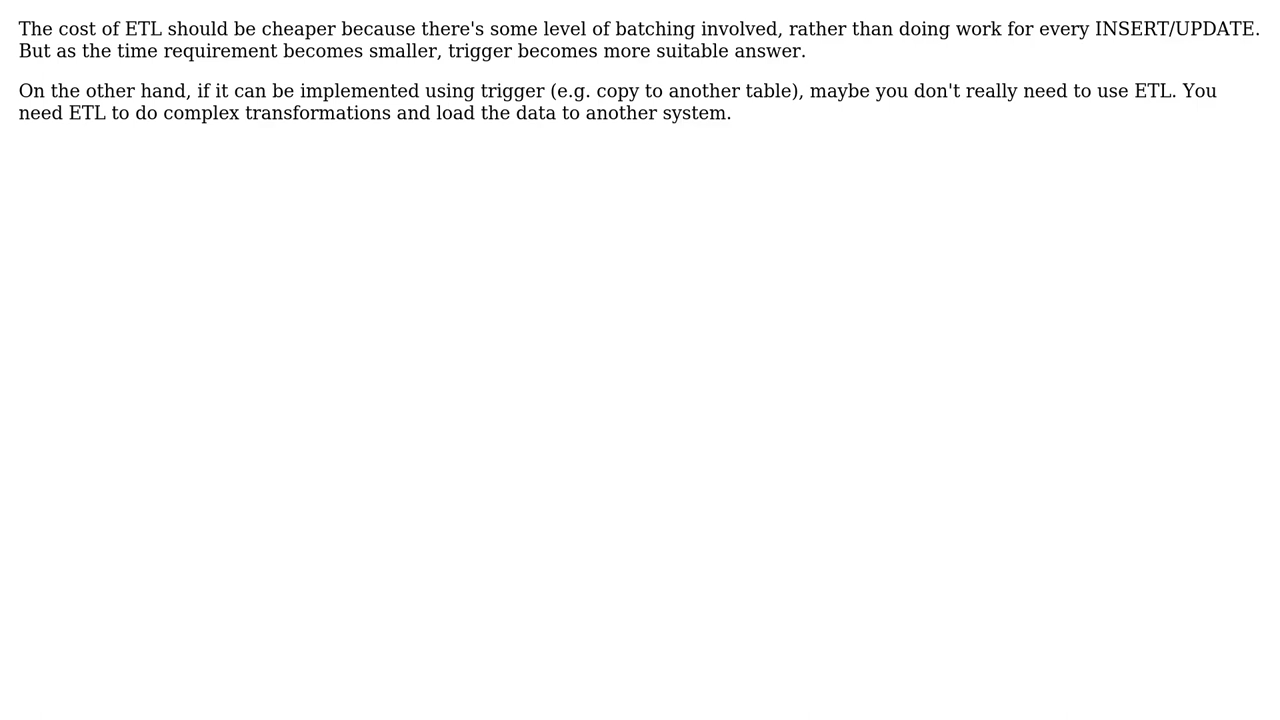 The cost of ETL should be cheaper because there's some level of batching involved, rather than doing work for every INSERT/UPDATE.
But as the time requirement becomes smaller, trigger becomes more suitable answer.
On the other hand, if it can be implemented using trigger (e.g. copy to another table), maybe you don't really need to use ETL. You
need ETL to do complex transformations and load the data to another system.